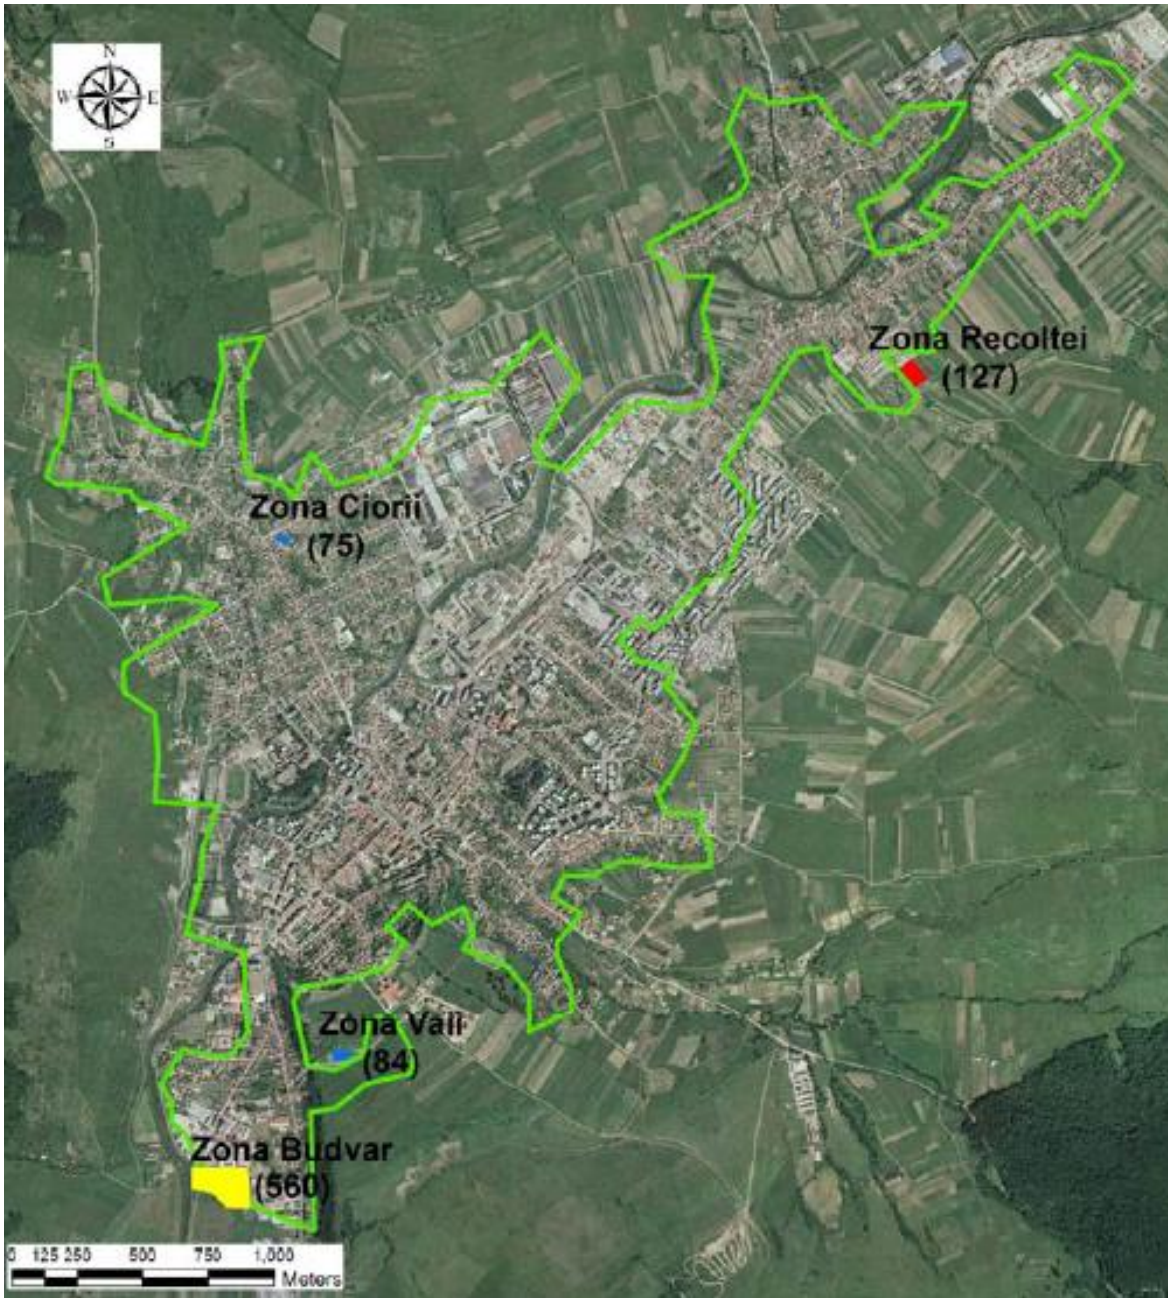 N
W E
S
Zona Recoltei
(127)
Zona Ciorii
(75)
Zona Vaii
(84)
Zona Budvar
(560)
0 125 250 500 750 1,000
Meters